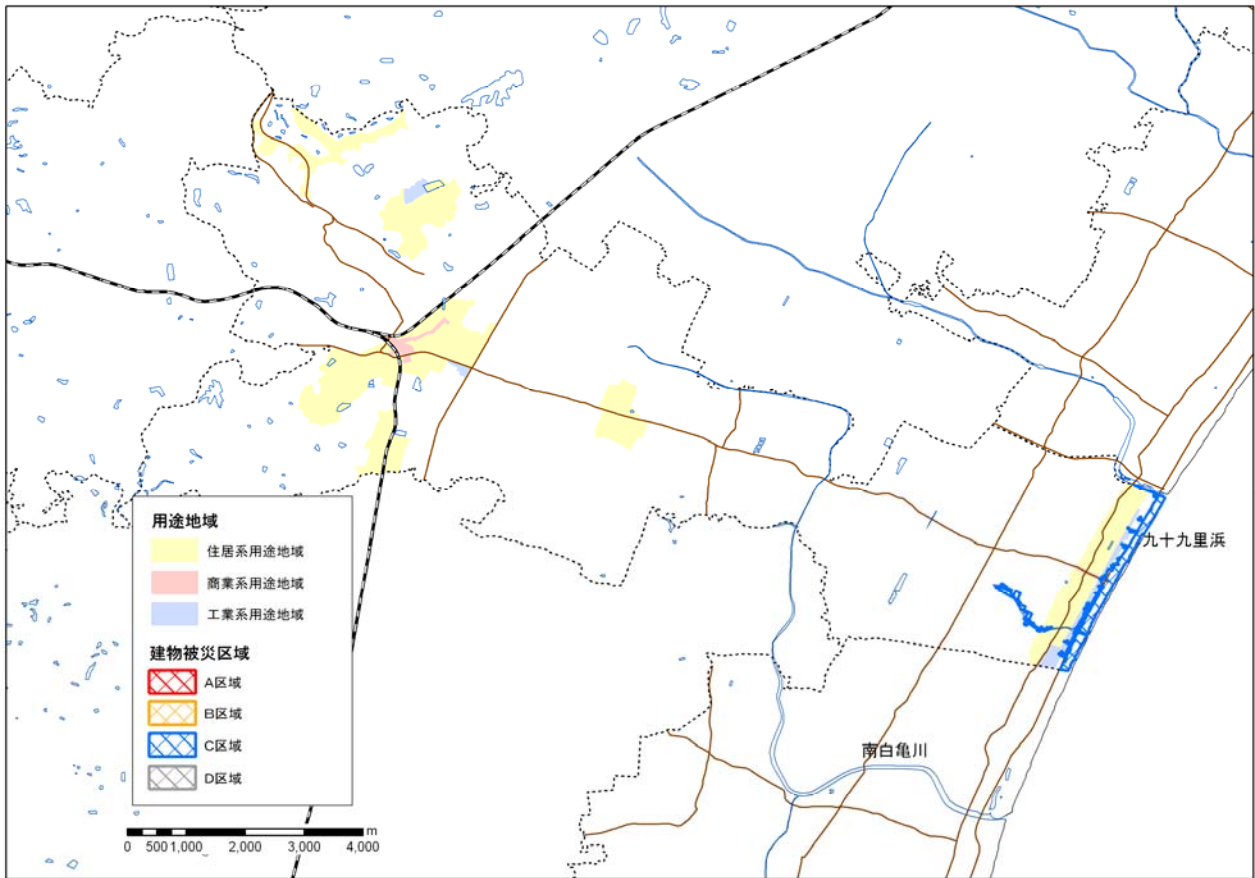 九十九里浜
用途地域
住居系用途地域
商業系用途地域
工業系用途地域
建物被災区域
A区域
B区域
C区域
D区域
南白亀川
0 500 1,000 2,000 3,000 4,000 m